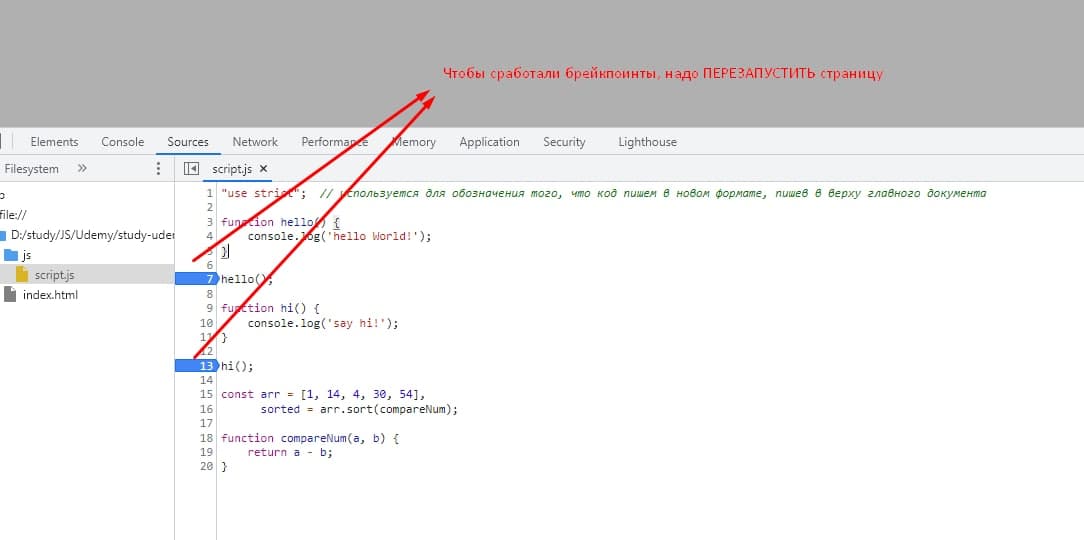 Чтобы сработали брейкпоинты, надо ПЕРЕЗАПУСТИТЬ страницу
Elements Console Sources Network Performance Memory Application Security Lighthouse
Filesystem » script.js ×
file://
D:/study/JS/Udemy/study-uder
js
script.js
index.html
1 "use strict"; // используется для обозначения того, что код пишем в новом формате, пишев в верху главного документа
2
3 function hello() {
4 console.log('hello World!');
5 }
6
7 hello();
8
9 function hi() {
10 console.log('say hi!');
11 }
12
13 hi();
14
15 const arr = [1, 14, 4, 30, 54],
16 sorted = arr.sort(compareNum);
17
18 function compareNum(a, b) {
19 return a - b;
20 }